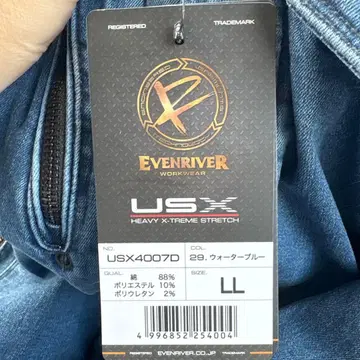 REGISTERED TRADEMARK
EVENRIVER
WORKWEAR
USX
HEAVY X-TREME STRETCH
NO. COL.
USX4007D 29. ウォーターブルー
QUAL. SIZE.
綿 88%
ポリエステル 10%
ポリウレタン 2%
LL
4 996852 254004
REGISTERED EVENRIVER.CO.JP TRADEMARK